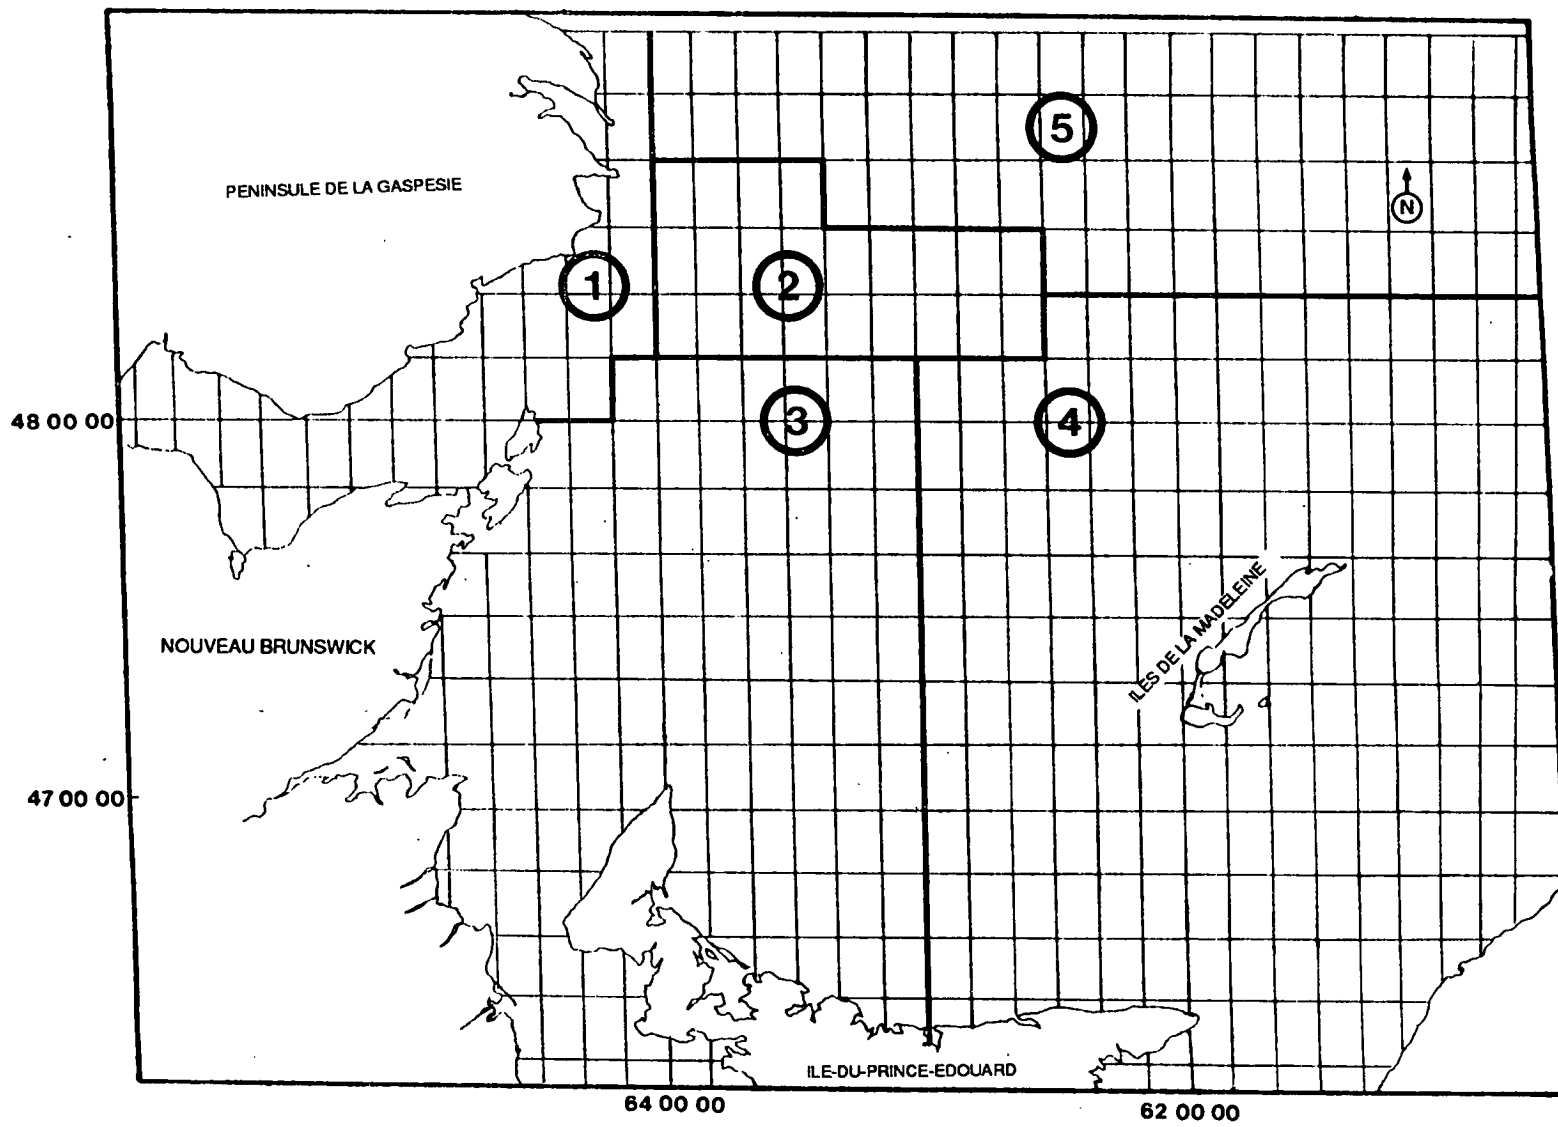 5
PENINSULE DE LA GASPESIE
N
1
2
48 00 00
3
4
ILES DE LA MADELEINE
NOUVEAU BRUNSWICK
47 00 00
ILE-DU-PRINCE-EDOUARD
64 00 00
62 00 00